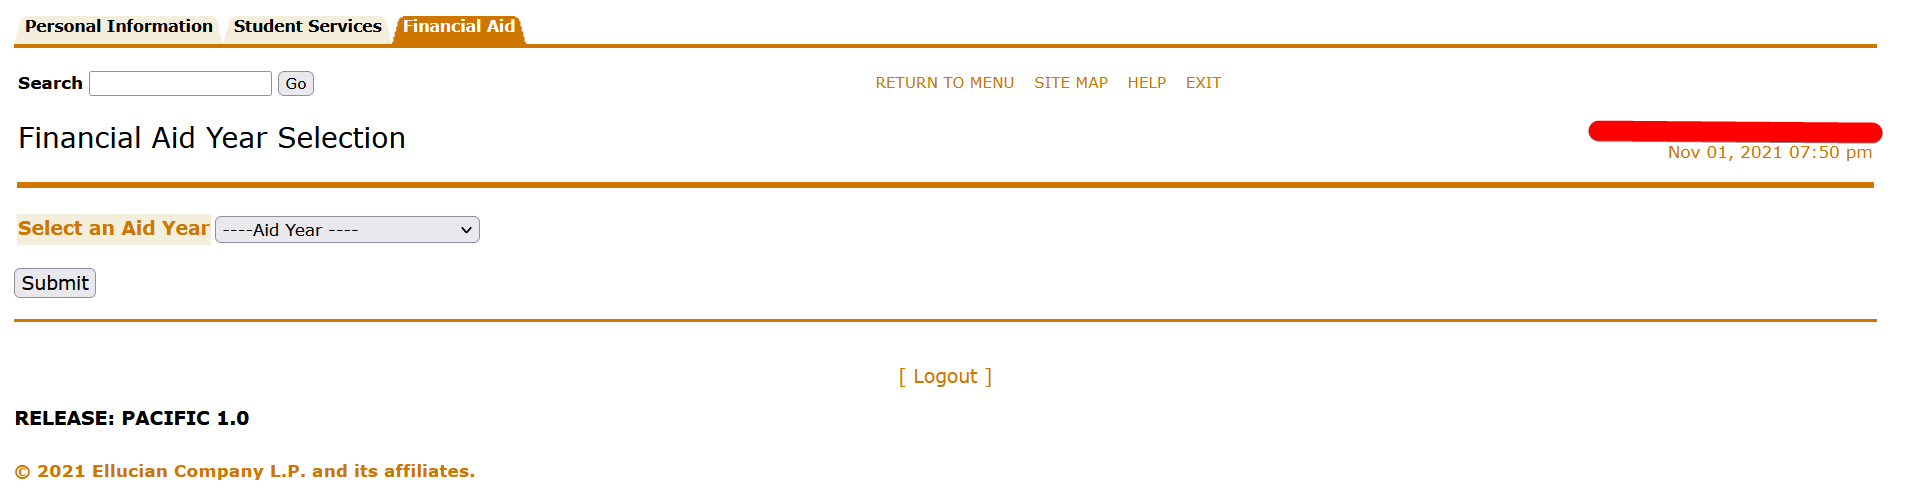 Personal Information Student Services Financial Aid
Search Go RETURN TO MENU SITE MAP HELP EXIT
Financial Aid Year Selection
Nov 01, 2021 07:50 pm
Select an Aid Year ----Aid Year ----
Submit
[ Logout ]
RELEASE: PACIFIC 1.0
© 2021 Ellucian Company L.P. and its affiliates.